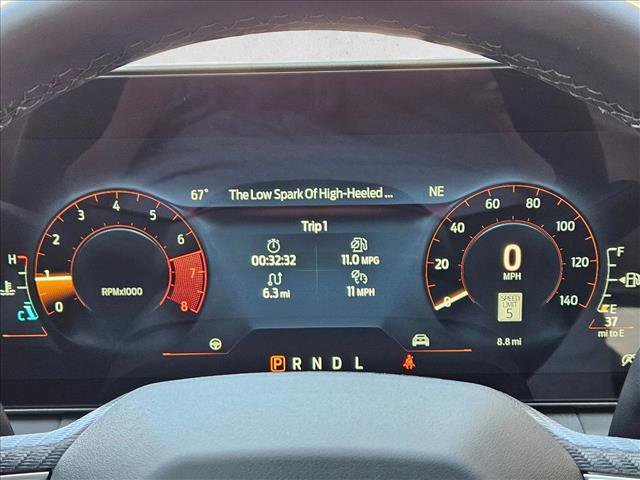 67° The Low Spark Of High-Heeled ... NE
Trip 1
00:32:32 11.0 MPG
6.3 mi 11 MPH
0 1 2 3 4 5 6 7 8
RPMx1000
H
C
0 20 40 60 80 100 120 140
0
MPH
SPEED
LIMIT
5
8.8 mi
F
E
37
mi to E
P R N D L